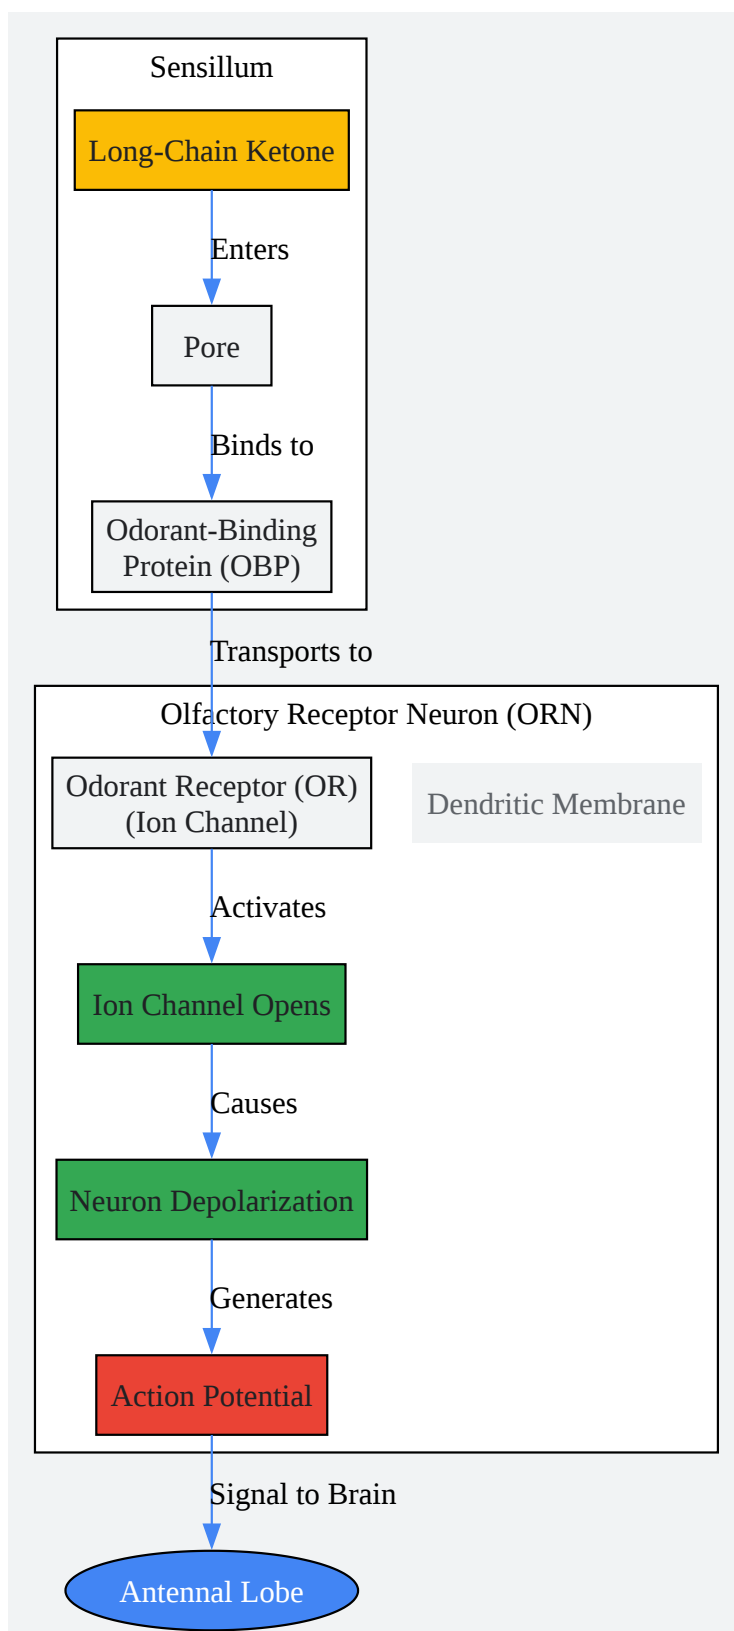 Sensillum
Long-Chain Ketone
Enters
Pore
Binds to
Odorant-Binding
Protein (OBP)
Transports to
Olfactory Receptor Neuron (ORN)
Odorant Receptor (OR)
(Ion Channel)
Dendritic Membrane
Activates
Ion Channel Opens
Causes
Neuron Depolarization
Generates
Action Potential
Signal to Brain
Antennal Lobe